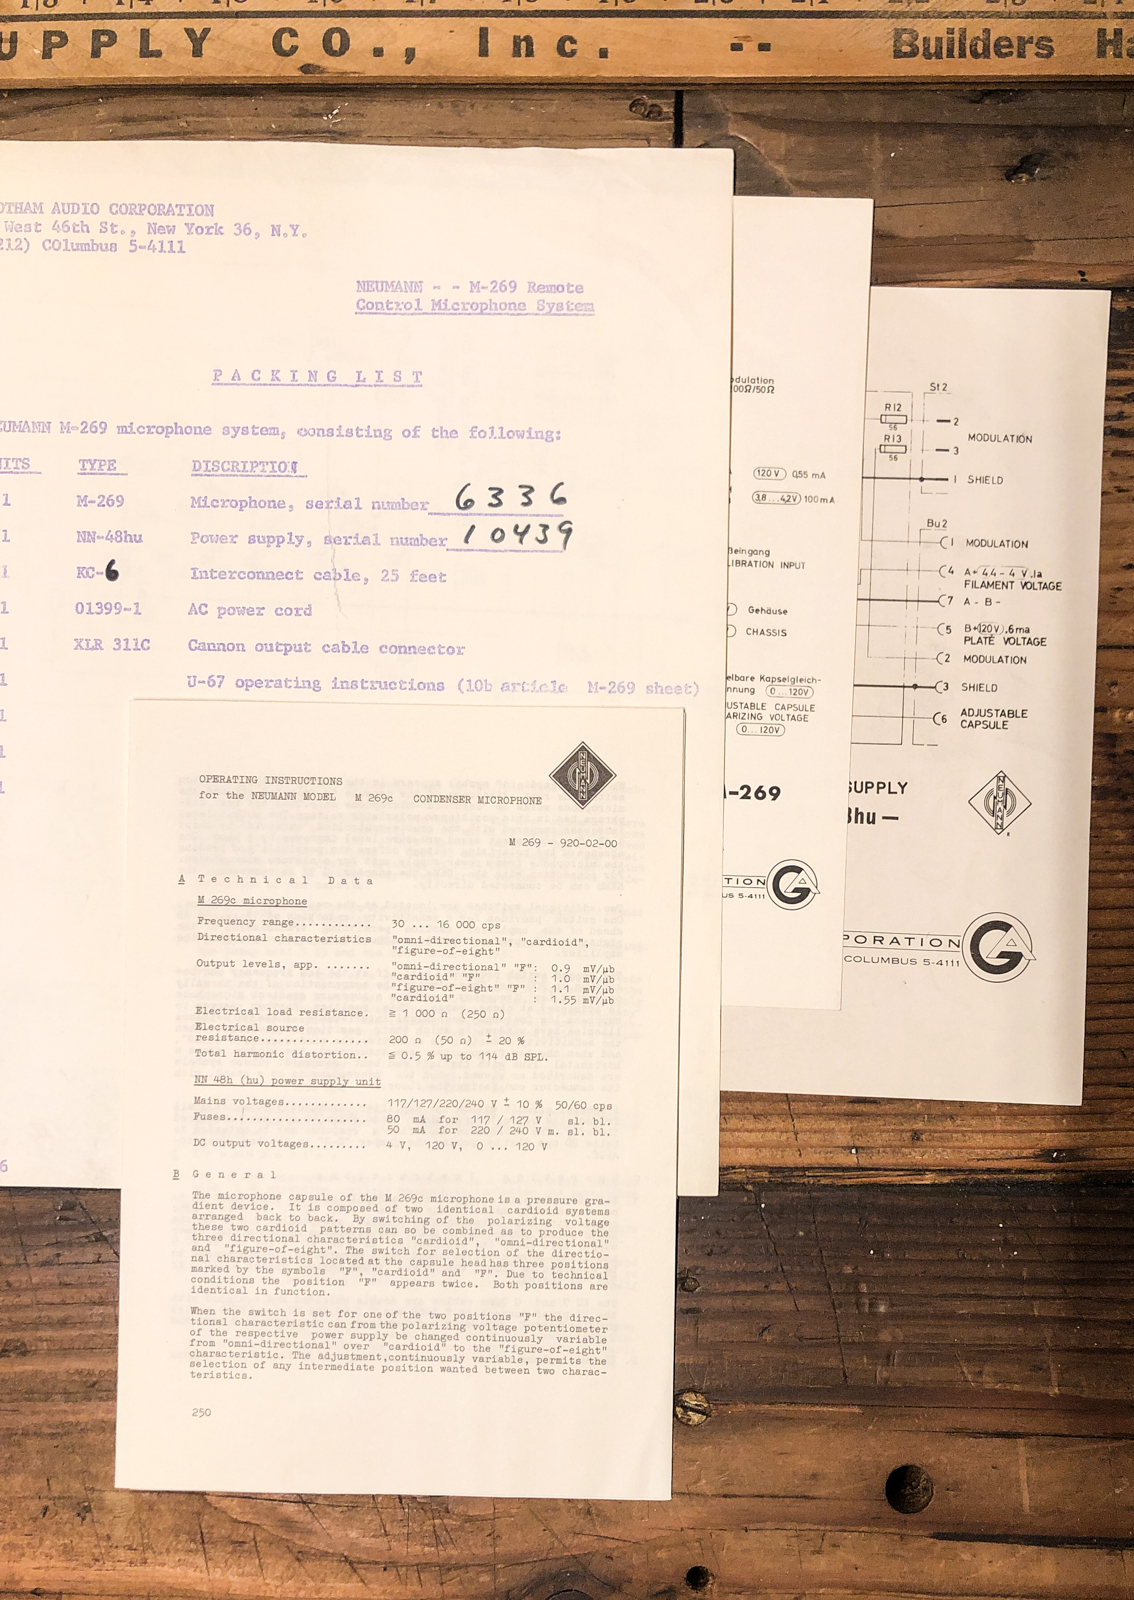 UPPLY CO., Inc. -- Builders
AUDIO CORPORATION
West 46th St., New York 36, N.Y.
COlumbus 5-4111
NEUMANN - - M-269 Remote
Control Microphone System
PACKING LIST
M-269 microphone system, consisting of the following:
TYPE DISCRIPTION
1 M-269 Microphone, serial number 6336
1 NN-48hu Power supply, serial number 10439
1 KC-6 Interconnect cable, 25 feet
1 01399-1 AC power cord
1 XLR 311C Cannon output cable connector
1 U-67 operating instructions (10b article M-269 sheet)
1
1
1
6
OPERATING INSTRUCTIONS
for the NEUMANN MODEL M 269c CONDENSER MICROPHONE
NEUMANN
M 269 - 920-02-00
A Technical Data
M 269c microphone
Frequency range............ 30 ... 16 000 cps
Directional characteristics "omni-directional", "cardioid",
"figure-of-eight"
Output levels, app. ....... "omni-directional" "F": 0.9 mV/µb
"cardioid" "F" : 1.0 mV/µb
"figure-of-eight" "F" : 1.1 mV/µb
"cardioid" : 1.55 mV/µb
Electrical load resistance. ≧ 1 000 Ω (250 Ω)
Electrical source
resistance................. 200 Ω (50 Ω) ± 20 %
Total harmonic distortion.. ≦ 0.5 % up to 114 dB SPL.
NN 48h (hu) power supply unit
Mains voltages............. 117/127/220/240 V ± 10 % 50/60 cps
Fuses...................... 80 mA for 117 / 127 V sl. bl.
50 mA for 220 / 240 V m. sl. bl.
DC output voltages......... 4 V, 120 V, 0 ... 120 V
B General
The microphone capsule of the M 269c microphone is a pressure gra-
dient device. It is composed of two identical cardioid systems
arranged back to back. By switching of the polarizing voltage
these two cardioid patterns can so be combined as to produce the
three directional characteristics "cardioid", "omni-directional"
and "figure-of-eight". The switch for selection of the directio-
nal characteristics located at the capsule head has three positions
marked by the symbols "F", "cardioid" and "F". Due to technical
conditions the position "F" appears twice. Both positions are
identical in function.
When the switch is set for one of the two positions "F" the direc-
tional characteristic can from the polarizing voltage potentiometer
of the respective power supply be changed continuously variable
from "omni-directional" over "cardioid" to the "figure-of-eight"
characteristic. The adjustment,continuously variable, permits the
selection of any intermediate position wanted between two charac-
teristics.
250
dulation
00Ω/50Ω
120 V 0,55 mA
3,8...4,2V 100 mA
eingang
LIBRATION INPUT
Gehäuse
CHASSIS
elbare Kapselgleich-
nnung 0...120V
USTABLE CAPSULE
ARIZING VOLTAGE
0...120V
-269
TION G
US 5-4111
St 2
R12
56
2
R13
56
MODULATION
3
1 SHIELD
Bu 2
1 MODULATION
4 A+ 4.4 - 4 V .1a
FILAMENT VOLTAGE
7 A - B -
5 B+120V .6ma
PLATE VOLTAGE
2 MODULATION
3 SHIELD
6 ADJUSTABLE
CAPSULE
SUPPLY
8hu —
NEUMANN
PORATION G
COLUMBUS 5-4111